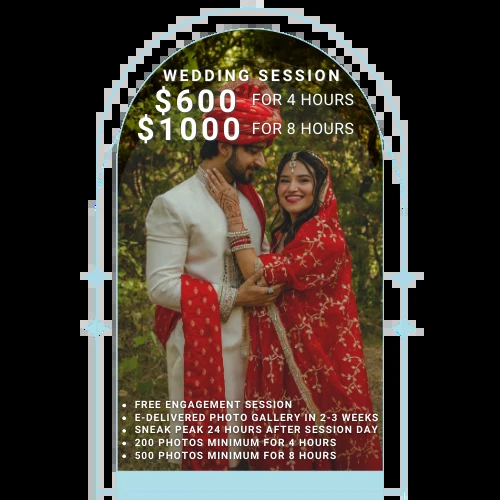 WEDDING SESSION
$600 FOR 4 HOURS
$1000 FOR 8 HOURS
• FREE ENGAGEMENT SESSION
• E-DELIVERED PHOTO GALLERY IN 2-3 WEEKS
• SNEAK PEAK 24 HOURS AFTER SESSION DAY
• 200 PHOTOS MINIMUM FOR 4 HOURS
• 500 PHOTOS MINIMUM FOR 8 HOURS